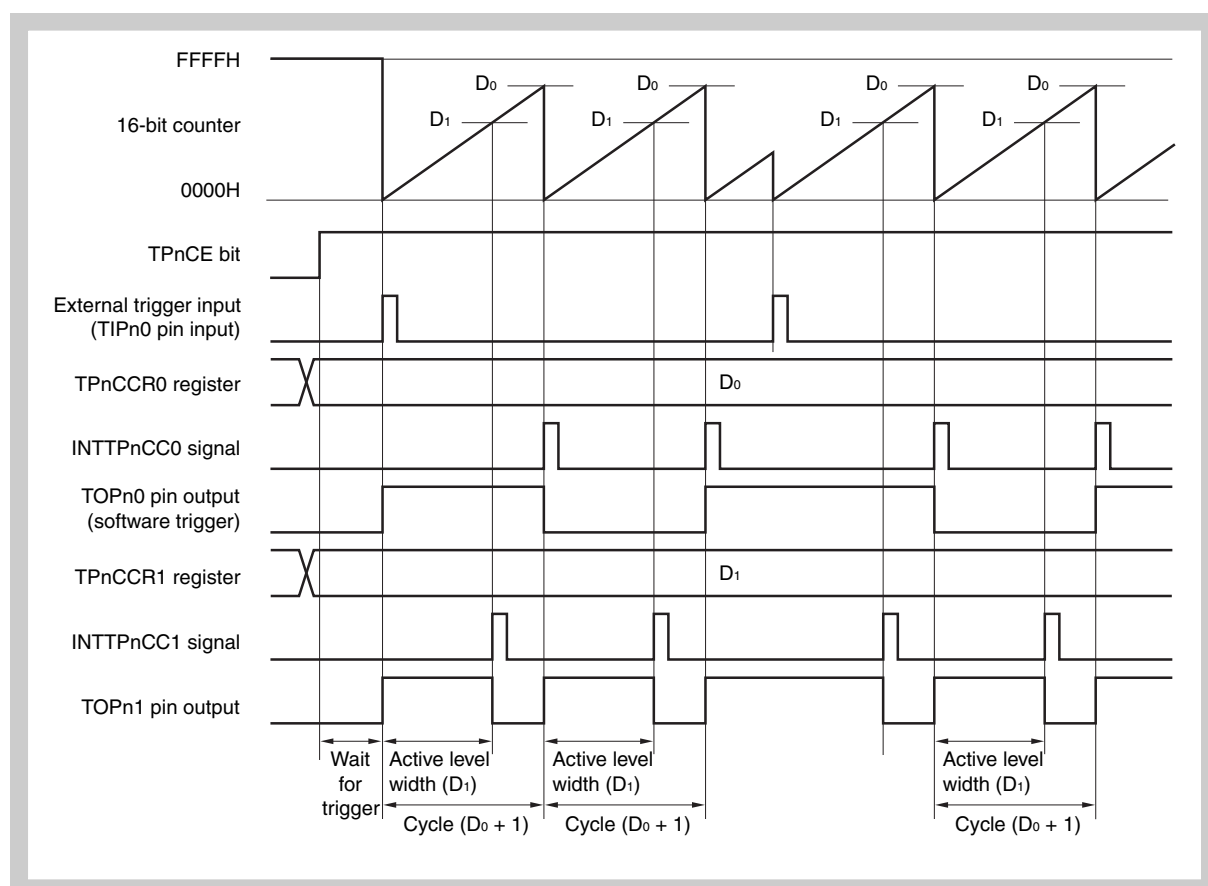 FFFFH
D0 D0 D0 D0
D1 D1 D1 D1
16-bit counter
0000H
TPnCE bit
External trigger input
(TIPn0 pin input)
TPnCCR0 register
D0
INTTPnCC0 signal
TOPn0 pin output
(software trigger)
TPnCCR1 register
D1
INTTPnCC1 signal
TOPn1 pin output
Wait
for
trigger
Active level
width (D1)
Active level
width (D1)
Active level
width (D1)
Cycle (D0 + 1)
Cycle (D0 + 1)
Cycle (D0 + 1)